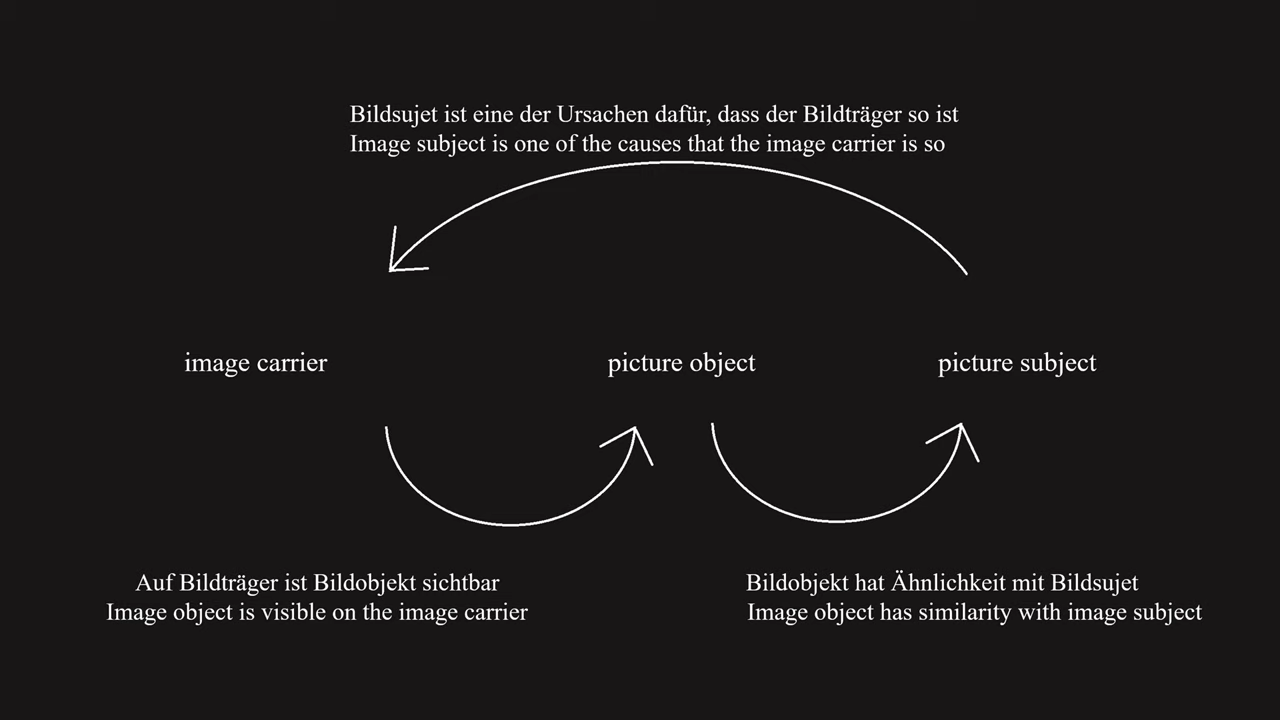 Bildsujet ist eine der Ursachen dafür, dass der Bildträger so ist
Image subject is one of the causes that the image carrier is so
image carrier
picture object
picture subject
Auf Bildträger ist Bildobjekt sichtbar
Image object is visible on the image carrier
Bildobjekt hat Ähnlichkeit mit Bildsujet
Image object has similarity with image subject